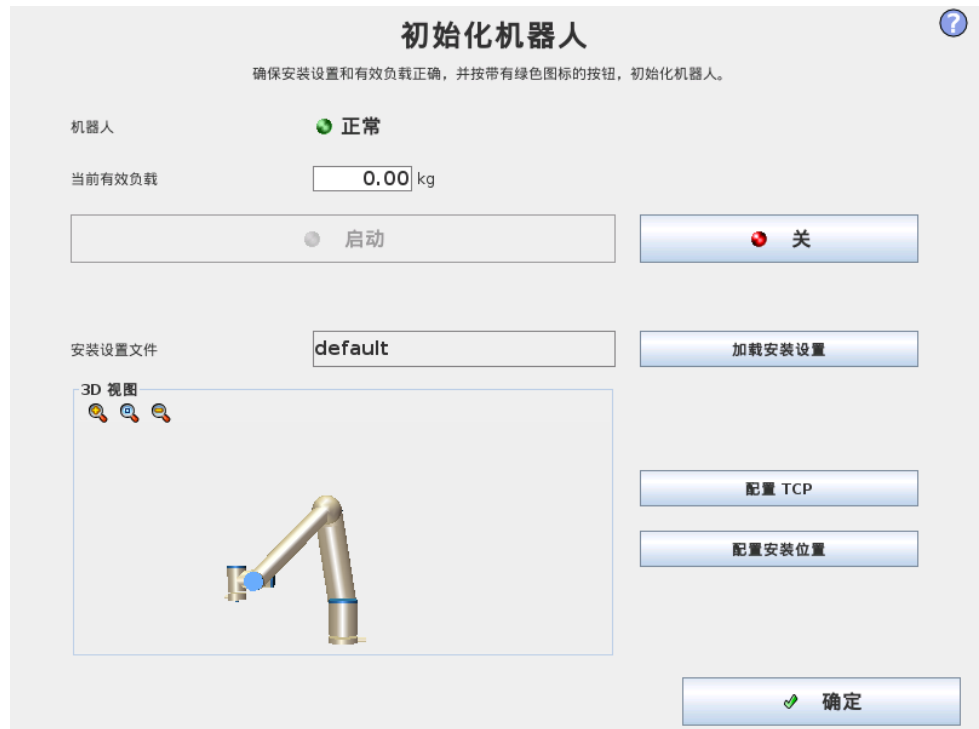 初始化机器人
?
确保安装设置和有效负载正确，并按带有绿色图标的按钮，初始化机器人。
机器人 正常
当前有效负载 0.00 kg
启动 关
安装设置文件 default 加载安装设置
3D 视图
配置 TCP
配置安装位置
确定